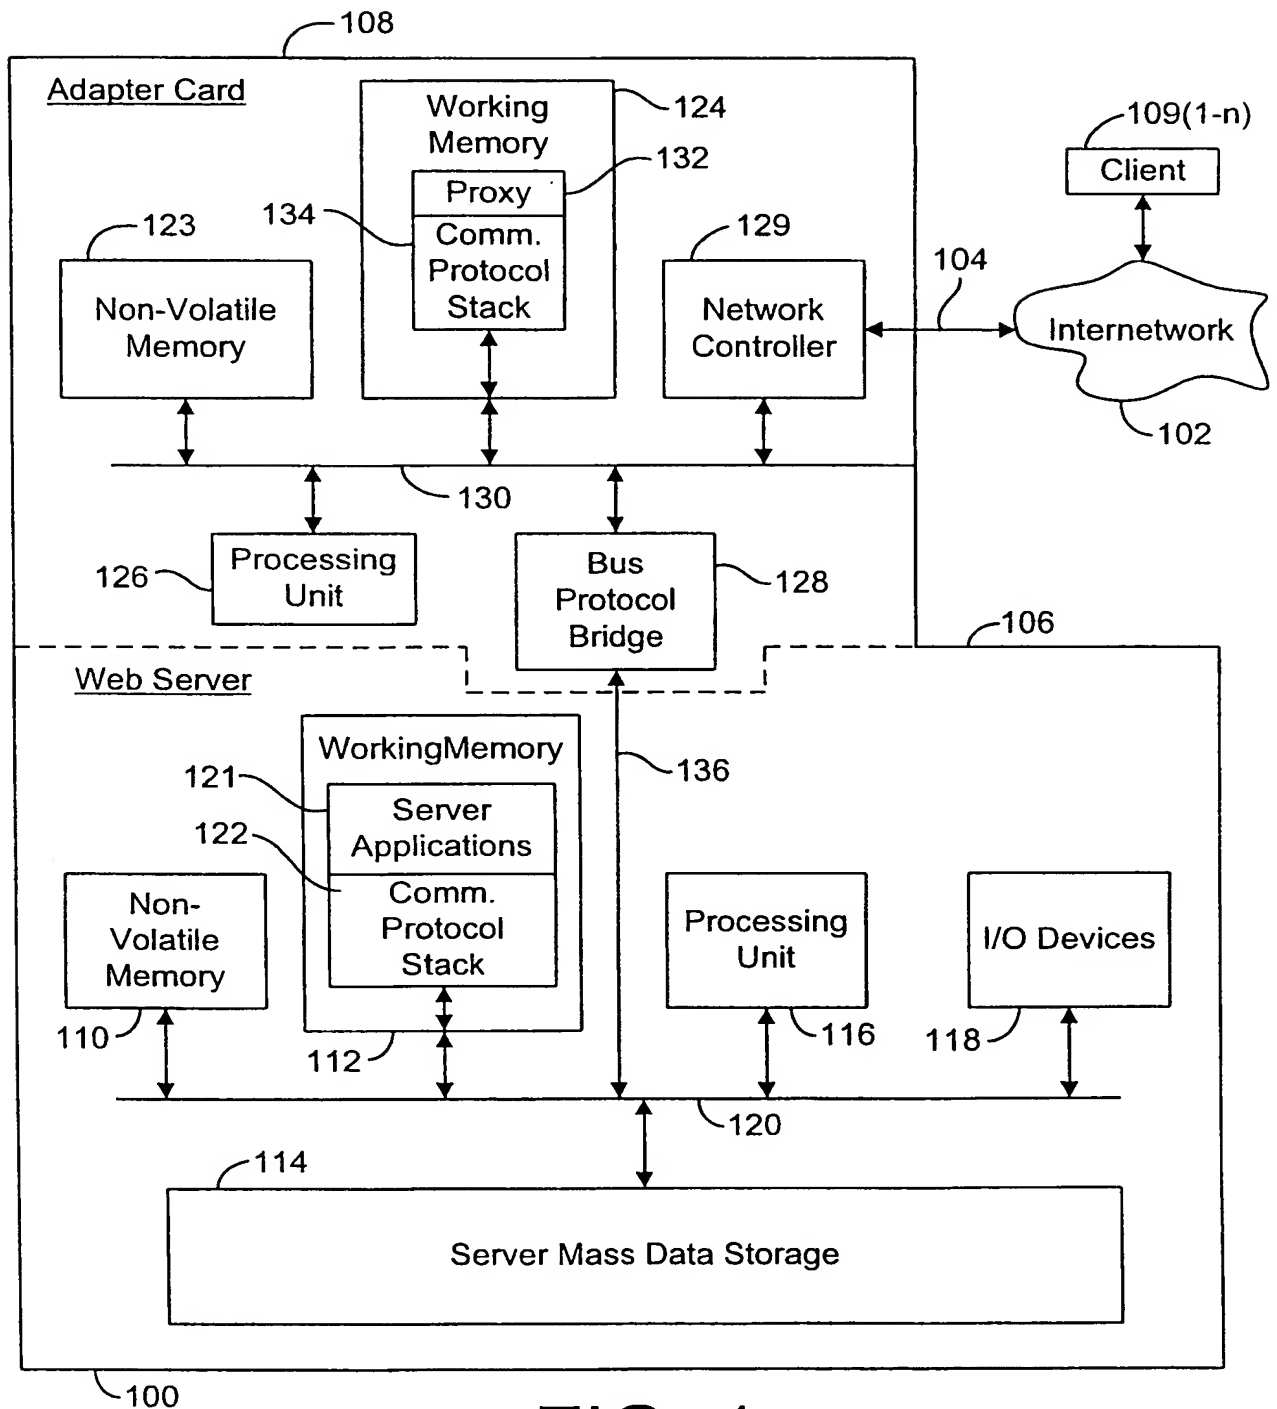 108
Adapter Card
Working
Memory
124
132
Proxy
134
Comm.
Protocol
Stack
123
Non-Volatile
Memory
129
Network
Controller
104
109(1-n)
Client
Internetwork
102
130
126
Processing
Unit
Bus
Protocol
Bridge
128
106
Web Server
WorkingMemory
121
Server
Applications
122
Comm.
Protocol
Stack
136
Non-
Volatile
Memory
110
112
Processing
Unit
116
I/O Devices
118
120
114
Server Mass Data Storage
100